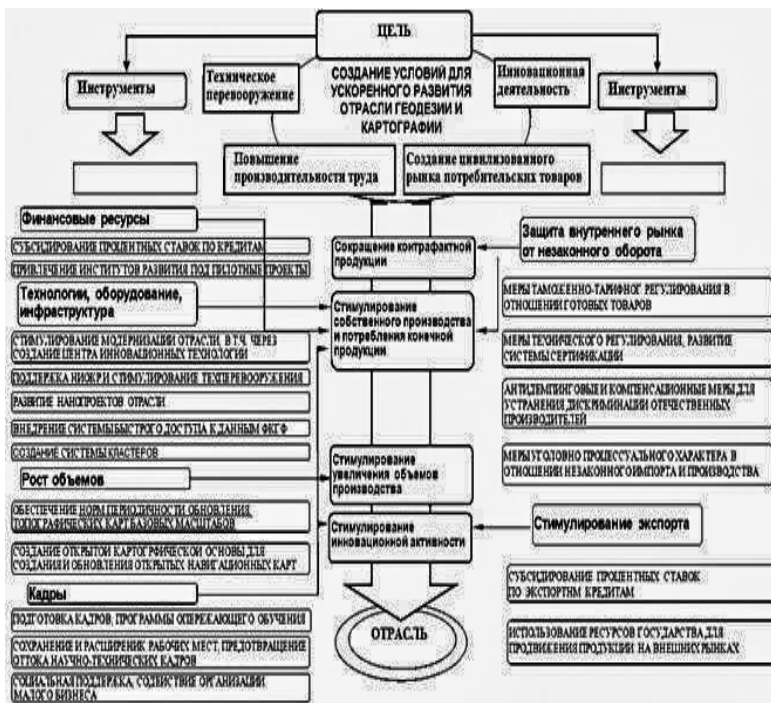 ЦЕЛЬ
Инструменты
Техническое
перевооружение
СОЗДАНИЕ УСЛОВИЙ ДЛЯ
УСКОРЕННОГО РАЗВИТИЯ
ОТРАСЛИ ГЕОДЕЗИИ И
КАРТОГРАФИИ
Инновационная
деятельность
Инструменты
Повышение
производительности труда
Создание цивилизованного
рынка потребительских товаров
Финансовые ресурсы
СУБСИДИРОВАНИЕ ПРОЦЕНТНЫХ СТАВОК ПО КРЕДИТАМ
ПРИВЛЕЧЕНИЕ ИНСТИТУТОВ РАЗВИТИЯ ПОД ПИЛОТНЫЕ ПРОЕКТЫ
Технологии, оборудование,
инфраструктура
СТИМУЛИРОВАНИЕ МОДЕРНИЗАЦИИ ОТРАСЛИ, В Т.Ч. ЧЕРЕЗ
СОЗДАНИЕ ЦЕНТРА ИННОВАЦИОННЫХ ТЕХНОЛОГИИ
ПОДДЕРЖКА НИОКР И СТИМУЛИРОВАНИЕ ТЕХПЕРЕВООРУЖЕНИЯ
РАЗВИТИЕ НАНОПРОЕКТОВ ОТРАСЛИ
ВНЕДРЕНИЕ СИСТЕМЫ БЫСТРОГО ДОСТУПА К ДАННЫМ ФКГФ
СОЗДАНИЕ СИСТЕМЫ КЛАСТЕРОВ
Рост объемов
ОБЕСПЕЧЕНИЕ НОРМ ПЕРИОДИЧНОСТИ ОБНОВЛЕНИЯ
ТОПОГРАФИЧЕСКИХ КАРТ БАЗОВЫХ МАСШТАБОВ
СОЗДАНИЕ ОТКРЫТОЙ КАРТОГРФИЧЕСКОЙ ОСНОВЫ ДЛЯ
СОЗДАНИЯ И ОБНОВЛЕНИЯ ОТКРЫТЫХ НАВИГАЦИОННЫХ КАРТ
Кадры
ПОДГОТОВКА КАДРОВ, ПРОГРАММЫ ОПЕРЕЖАЮЩЕГО ОБУЧЕНИЯ
СОХРАНЕНИЕ И РАСШИРЕНИК РАБОЧИХ МЕСТ, ПРЕДОТВРАЩЕНИЕ
ОТТОКА НАУЧНО-ТЕХНИЧЕСКИХ КАДРОВ
СОЦИАЛЬНАЯ ПОДДЕРЖКА, СОДЕЙСТВИЕ ОРГАНИЗАЦИИ
МАЛОГО БИЗНЕСА
Сокращение контрафактной
продукции
Стимулирование
собственного производства
и потребления конечной
продукции
Стимулирование
увеличения объемов
производства
Стимулирование
инновационной активности
ОТРАСЛЬ
Защита внутреннего рынка
от незаконного оборота
МЕРЫ ТАМОЖЕННО-ТАРИФНОГ РЕГУЛИРОВАНИЯ В
ОТНОШЕНИИ ГОТОВЫХ ТОВАРОВ
МЕРЫ ТЕХНИЧЕСКОГО РЕГУЛИРОВАНИЯ, РАЗВИТИЕ
СИСТЕМЫ СЕРТИФИКАЦИИ
АНТИДЕМПИНГОВЫЕ И КОМПЕНСАЦИОННЫЕ МЕРЫ ДЛЯ
УСТРАНЕНИЯ ДИСКРИМИНАЦИИ ОТЕЧЕСТВЕННЫХ
ПРОИЗВОДИТЕЛЕЙ
МЕРЫ УГОЛОВНО ПРОЦЕССУАЛЬНОГО ХАРАКТЕРА В
ОТНОШЕНИИ НЕЗАКОННОГО ИМПОРТА И ПРОИЗВОДСТВА
Стимулирование экспорта
СУБСИДИРОВАНИЕ ПРОЦЕНТНЫХ СТАВОК
ПО ЭКСПОРТНМ КРЕДИТАМ
ИСПОЛЬЗОВАНИЕ РЕСУРСОВ ГОСУДАРСТВА ДЛЯ
ПРОДВИЖЕНИЯ ПРОДУКЦИИ НА ВНЕШНИХ РЫНКАХ